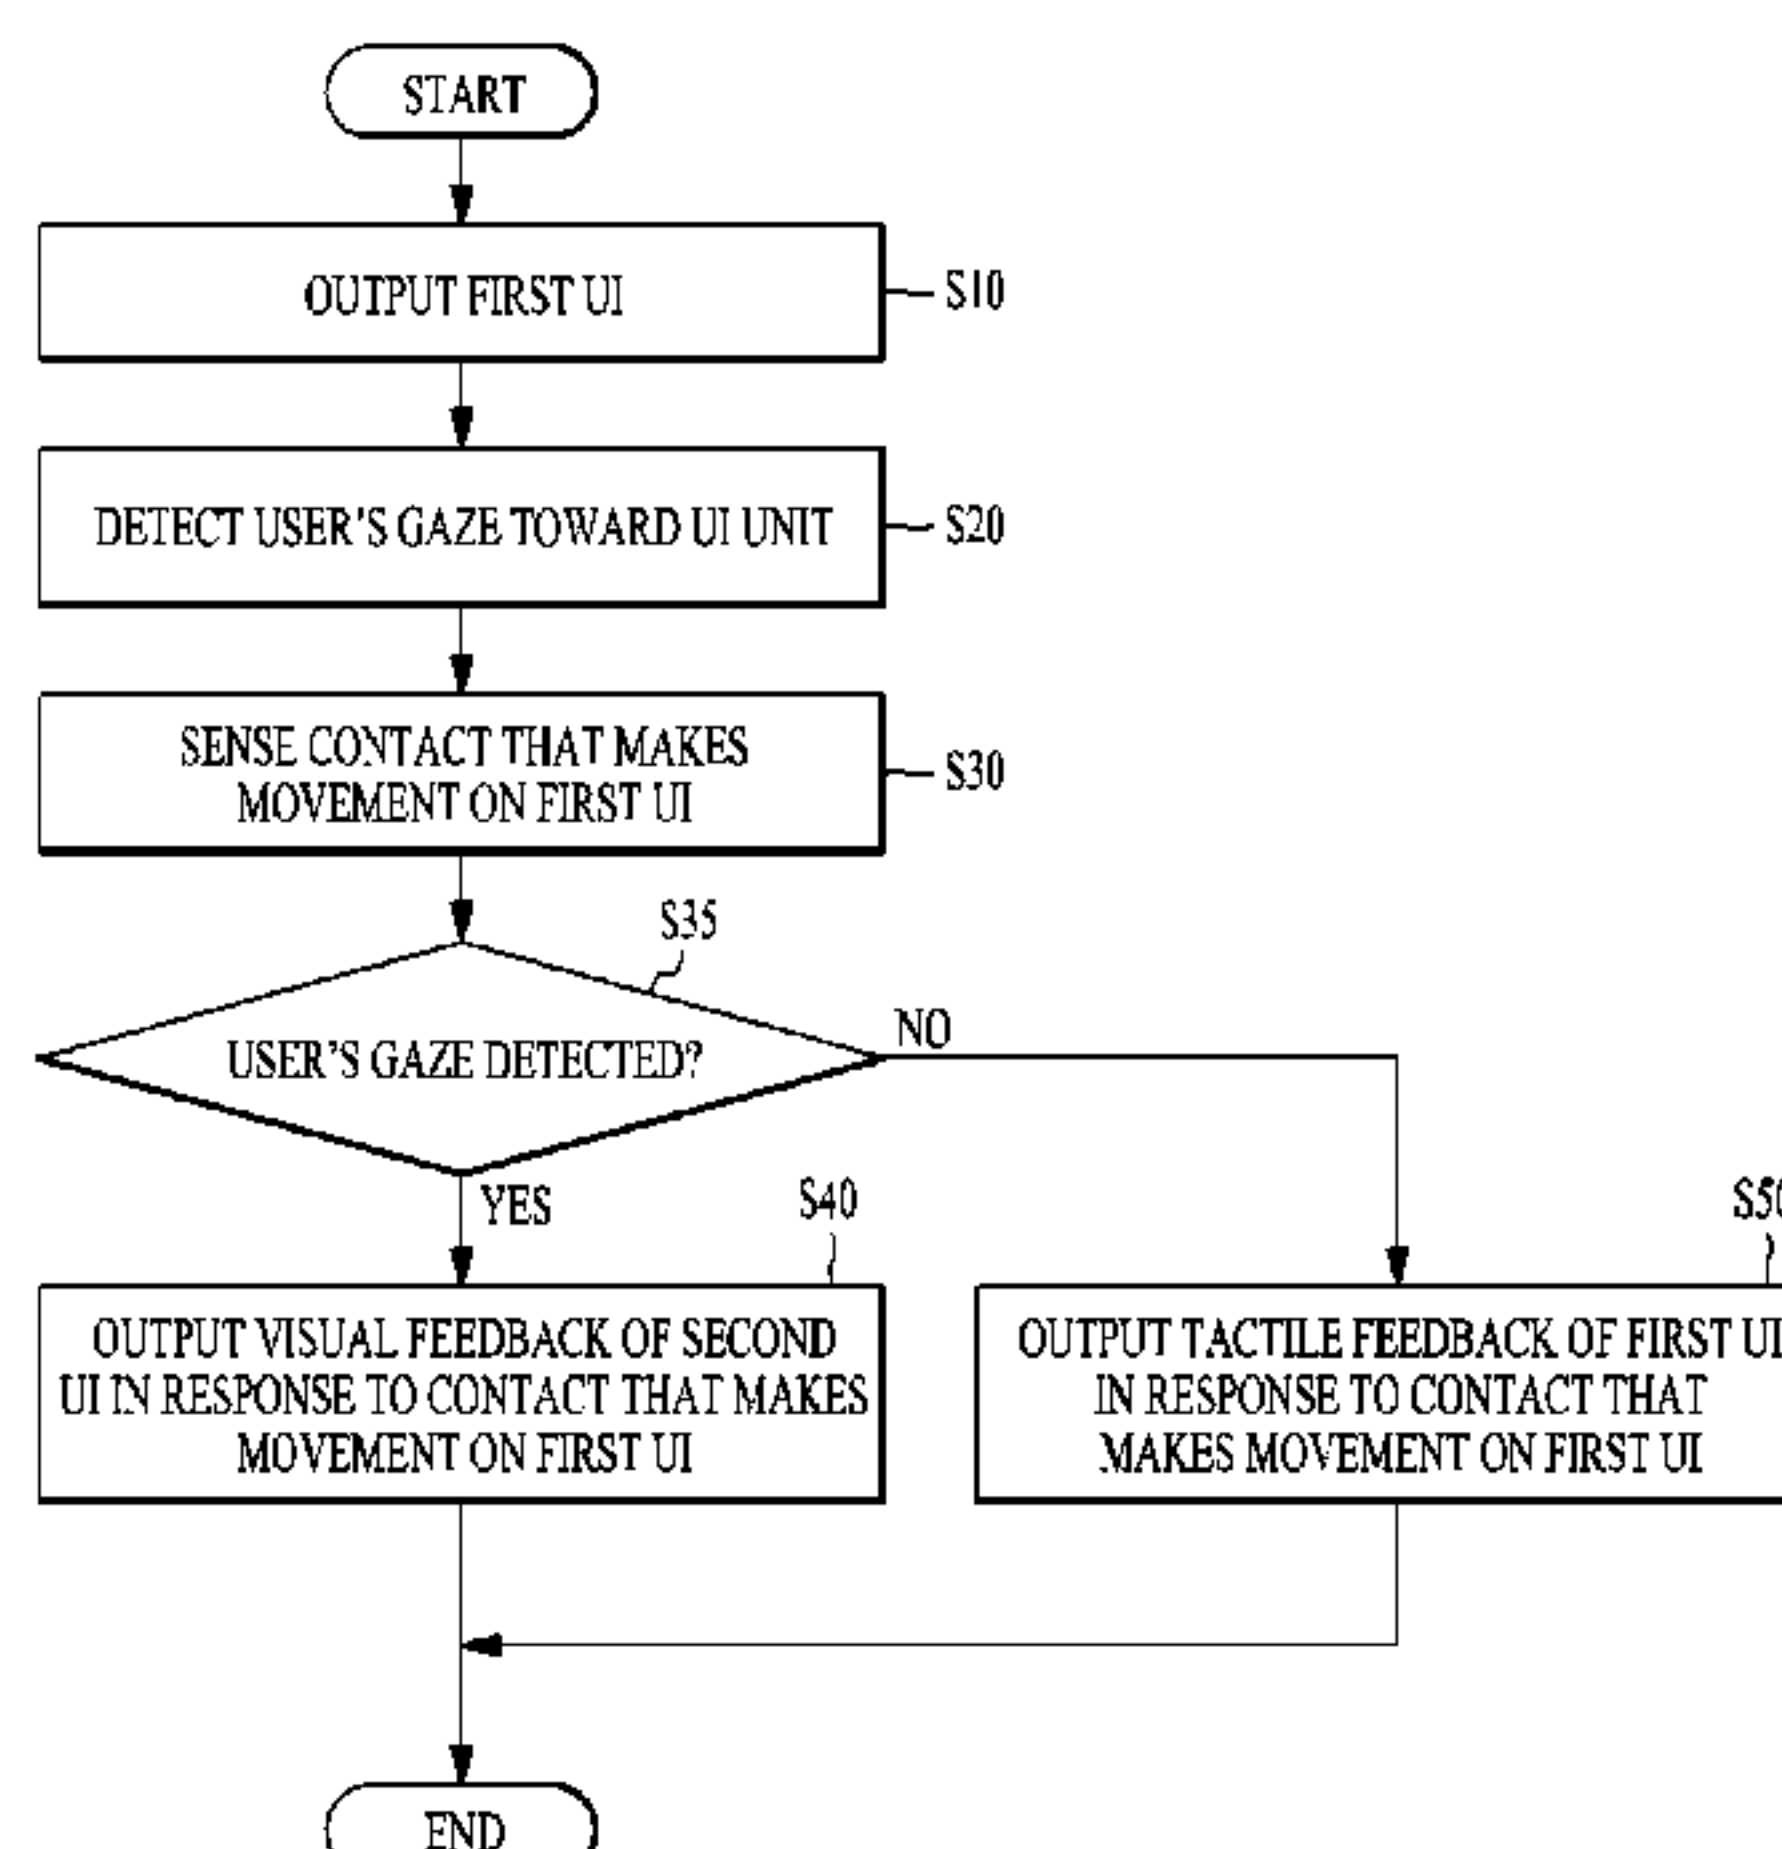 START
OUTPUT FIRST UI
S10
DETECT USER'S GAZE TOWARD UI UNIT
S20
SENSE CONTACT THAT MAKES
MOVEMENT ON FIRST UI
S30
S35
USER'S GAZE DETECTED?
NO
YES
S40
OUTPUT VISUAL FEEDBACK OF SECOND
UI IN RESPONSE TO CONTACT THAT MAKES
MOVEMENT ON FIRST UI
S50
OUTPUT TACTILE FEEDBACK OF FIRST UI
IN RESPONSE TO CONTACT THAT
MAKES MOVEMENT ON FIRST UI
END